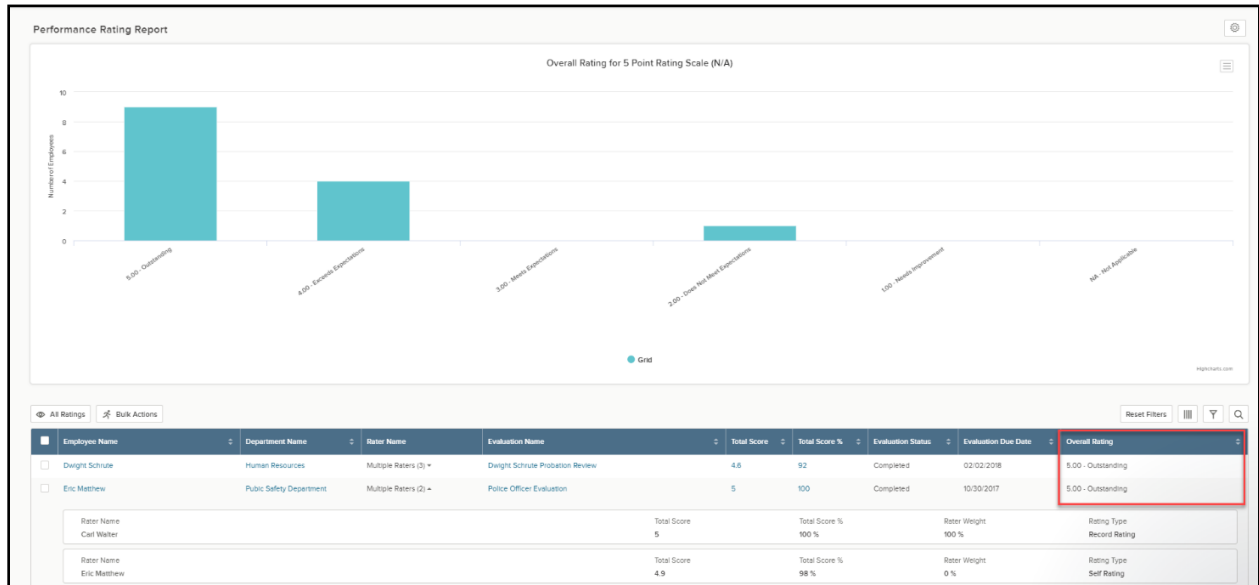 Performance Rating Report
Overall Rating for 5 Point Rating Scale (N/A)
Number of Employees
10
8
6
4
2
0
5.00 - Outstanding
4.00 - Exceeds Expectations
3.00 - Meets Expectations
2.00 - Does Not Meet Expectations
1.00 - Needs Improvement
NA - Not Applicable
Grid
Highcharts.com
All Ratings Bulk Actions Reset Filters
Employee Name Department Name Rater Name Evaluation Name Total Score Total Score % Evaluation Status Evaluation Due Date Overall Rating
Dwight Schrute Human Resources Multiple Raters (3) Dwight Schrute Probation Review 4.6 92 Completed 02/02/2018 5.00 - Outstanding
Eric Matthew Pubic Safety Department Multiple Raters (2) Police Officer Evaluation 5 100 Completed 10/30/2017 5.00 - Outstanding
Rater Name Total Score Total Score % Rater Weight Rating Type
Carl Walter 5 100 % 100 % Record Rating
Rater Name Total Score Total Score % Rater Weight Rating Type
Eric Matthew 4.9 98 % 0 % Self Rating